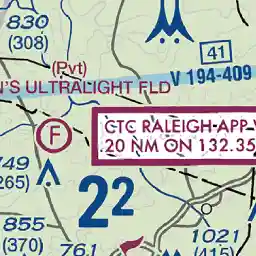 830
(308)
41
(Pvt)
V 194-409
N'S ULTRALIGHT FLD
F
CTC RALEIGH APP
20 NM ON 132.35
749
265)
22
855
(370)
761
1021
(415)